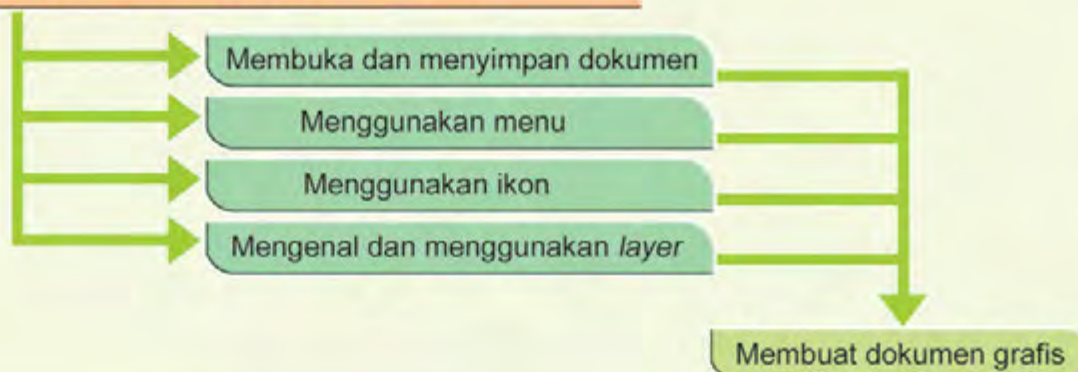 Membuka dan menyimpan dokumen
Menggunakan menu
Menggunakan ikon
Mengenal dan menggunakan layer
Membuat dokumen grafis